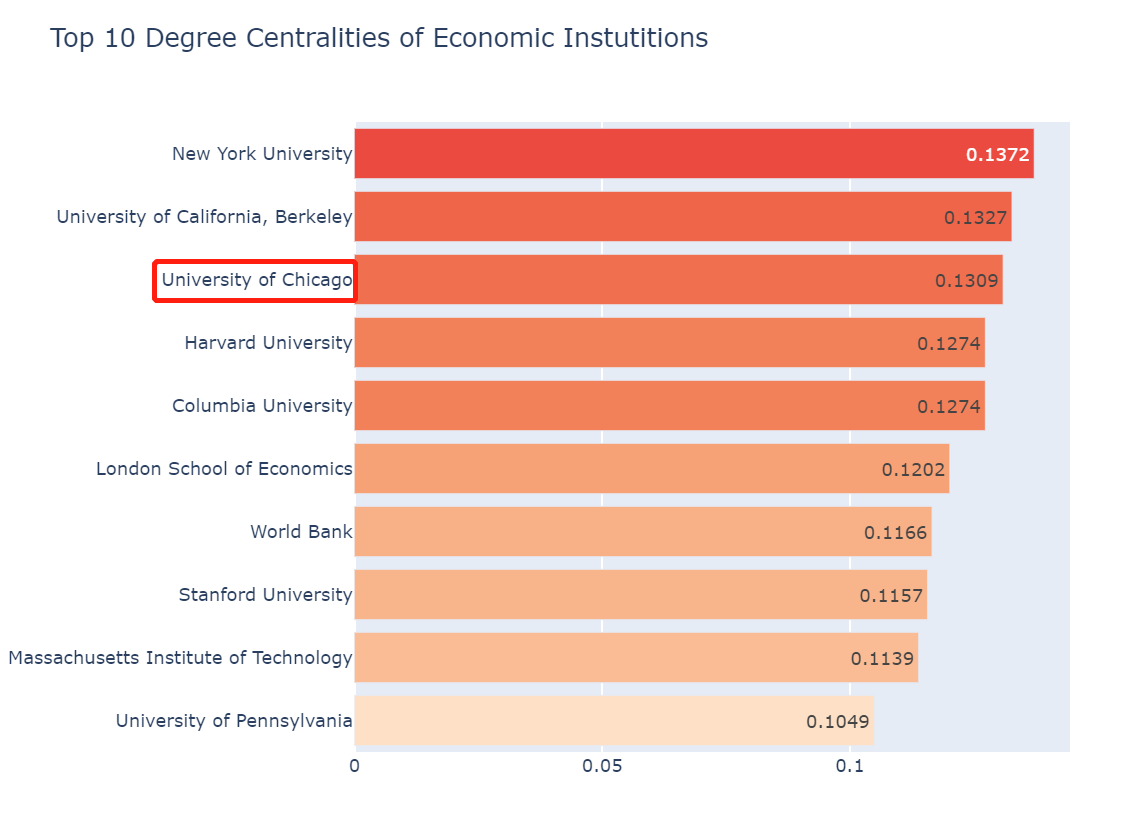 Top 10 Degree Centralities of Economic Instutitions
New York University 0.1372
University of California, Berkeley 0.1327
University of Chicago 0.1309
Harvard University 0.1274
Columbia University 0.1274
London School of Economics 0.1202
World Bank 0.1166
Stanford University 0.1157
Massachusetts Institute of Technology 0.1139
University of Pennsylvania 0.1049
0 0.05 0.1